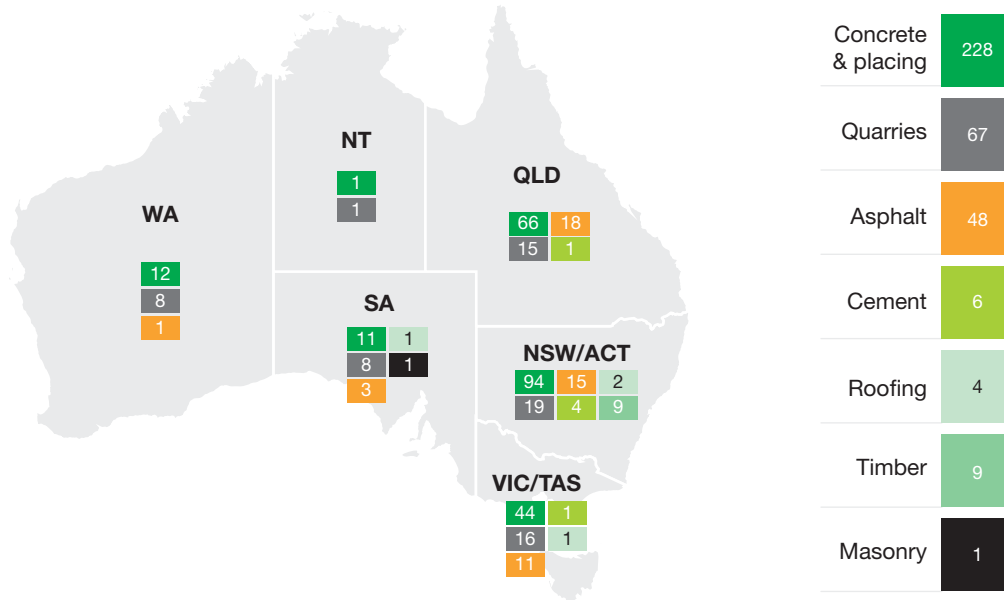 NT
1
1
WA
12
8
1
QLD
66 18
15 1
SA
11 1
8 1
3
NSW/ACT
94 15 2
19 4 9
VIC/TAS
44 1
16 1
11
Concrete
& placing 228
Quarries 67
Asphalt 48
Cement 6
Roofing 4
Timber 9
Masonry 1